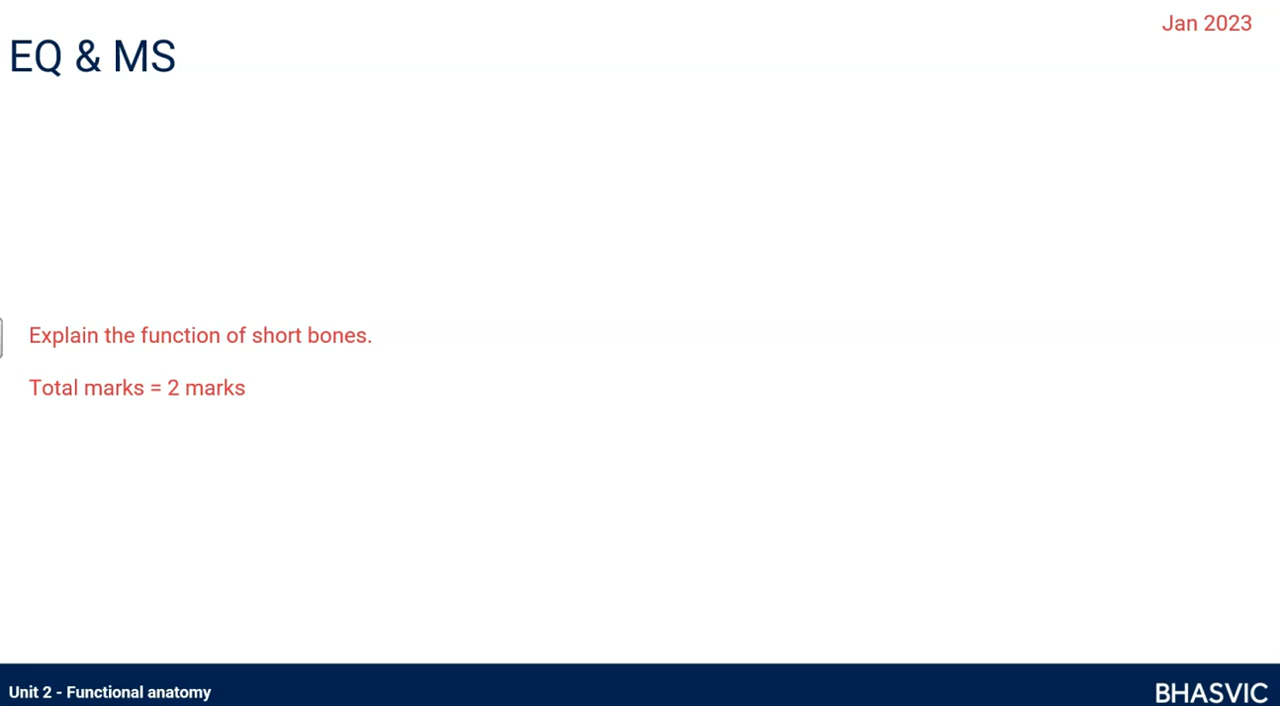 Jan 2023
EQ & MS
Explain the function of short bones.
Total marks = 2 marks
Unit 2 - Functional anatomy
BHASVIC